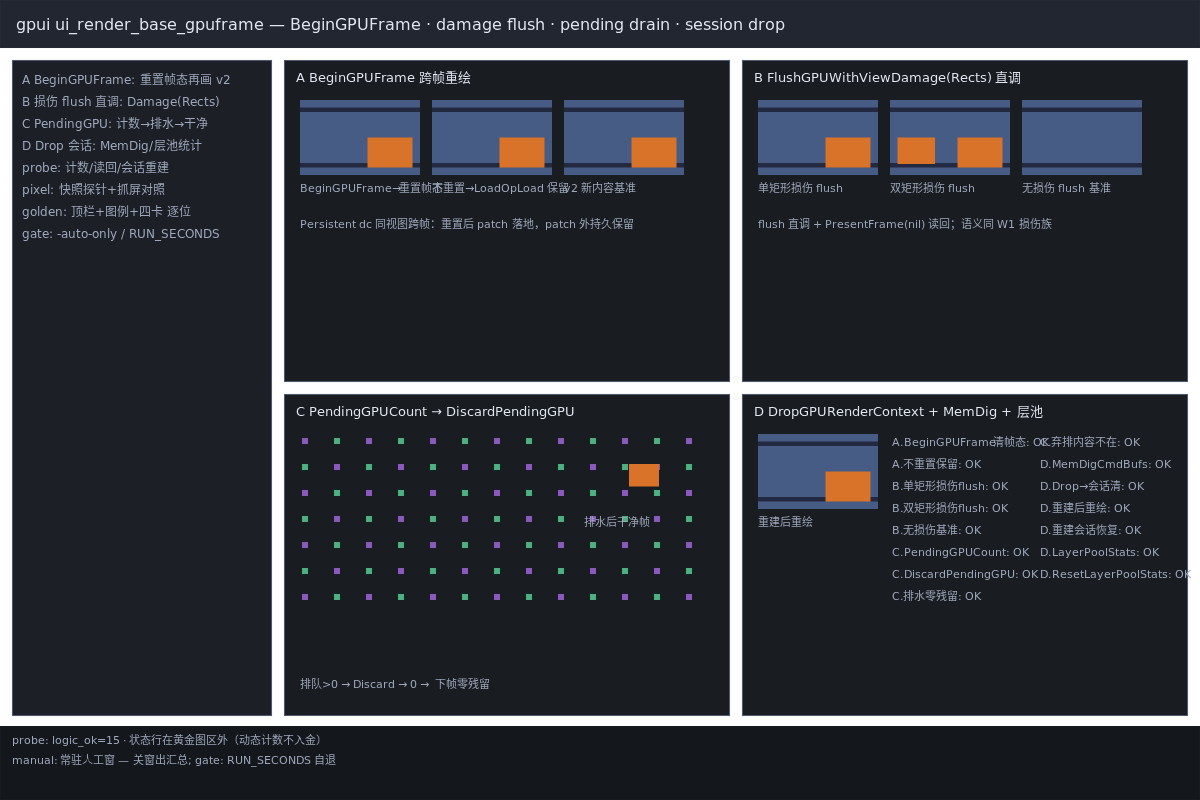 gpui ui_render_base_gpuframe — BeginGPUFrame · damage flush · pending drain · session drop
A BeginGPUFrame: 重置帧态再画 v2
B 损伤 flush 直调: Damage(Rects)
C PendingGPU: 计数→排水→干净
D Drop 会话: MemDig/层池统计
probe: 计数/读回/会话重建
pixel: 快照探针+抓屏对照
golden: 顶栏+图例+四卡 逐位
gate: -auto-only / RUN_SECONDS
A BeginGPUFrame 跨帧重绘
BeginGPUFrame→重置帧态
不重置→LoadOpLoad 保留
v2 新内容基准
Persistent dc 同视图跨帧：重置后 patch 落地，patch 外持久保留
B FlushGPUWithViewDamage(Rects) 直调
单矩形损伤 flush
双矩形损伤 flush
无损伤 flush 基准
flush 直调 + PresentFrame(nil) 读回；语义同 W1 损伤族
C PendingGPUCount → DiscardPendingGPU
排水后干净帧
排队>0 → Discard → 0 → 下帧零残留
D DropGPURenderContext + MemDig + 层池
重建后重绘
A.BeginGPUFrame清帧态: OK
A.不重置保留: OK
B.单矩形损伤flush: OK
B.双矩形损伤flush: OK
B.无损伤基准: OK
C.PendingGPUCount: OK
C.DiscardPendingGPU: OK
C.排水零残留: OK
C.弃排内容不在: OK
D.MemDigCmdBufs: OK
D.Drop→会话清: OK
D.重建后重绘: OK
D.重建会话恢复: OK
D.LayerPoolStats: OK
D.ResetLayerPoolStats: OK
probe: logic_ok=15 · 状态行在黄金图区外（动态计数不入金）
manual: 常驻人工窗 — 关窗出汇总; gate: RUN_SECONDS 自退